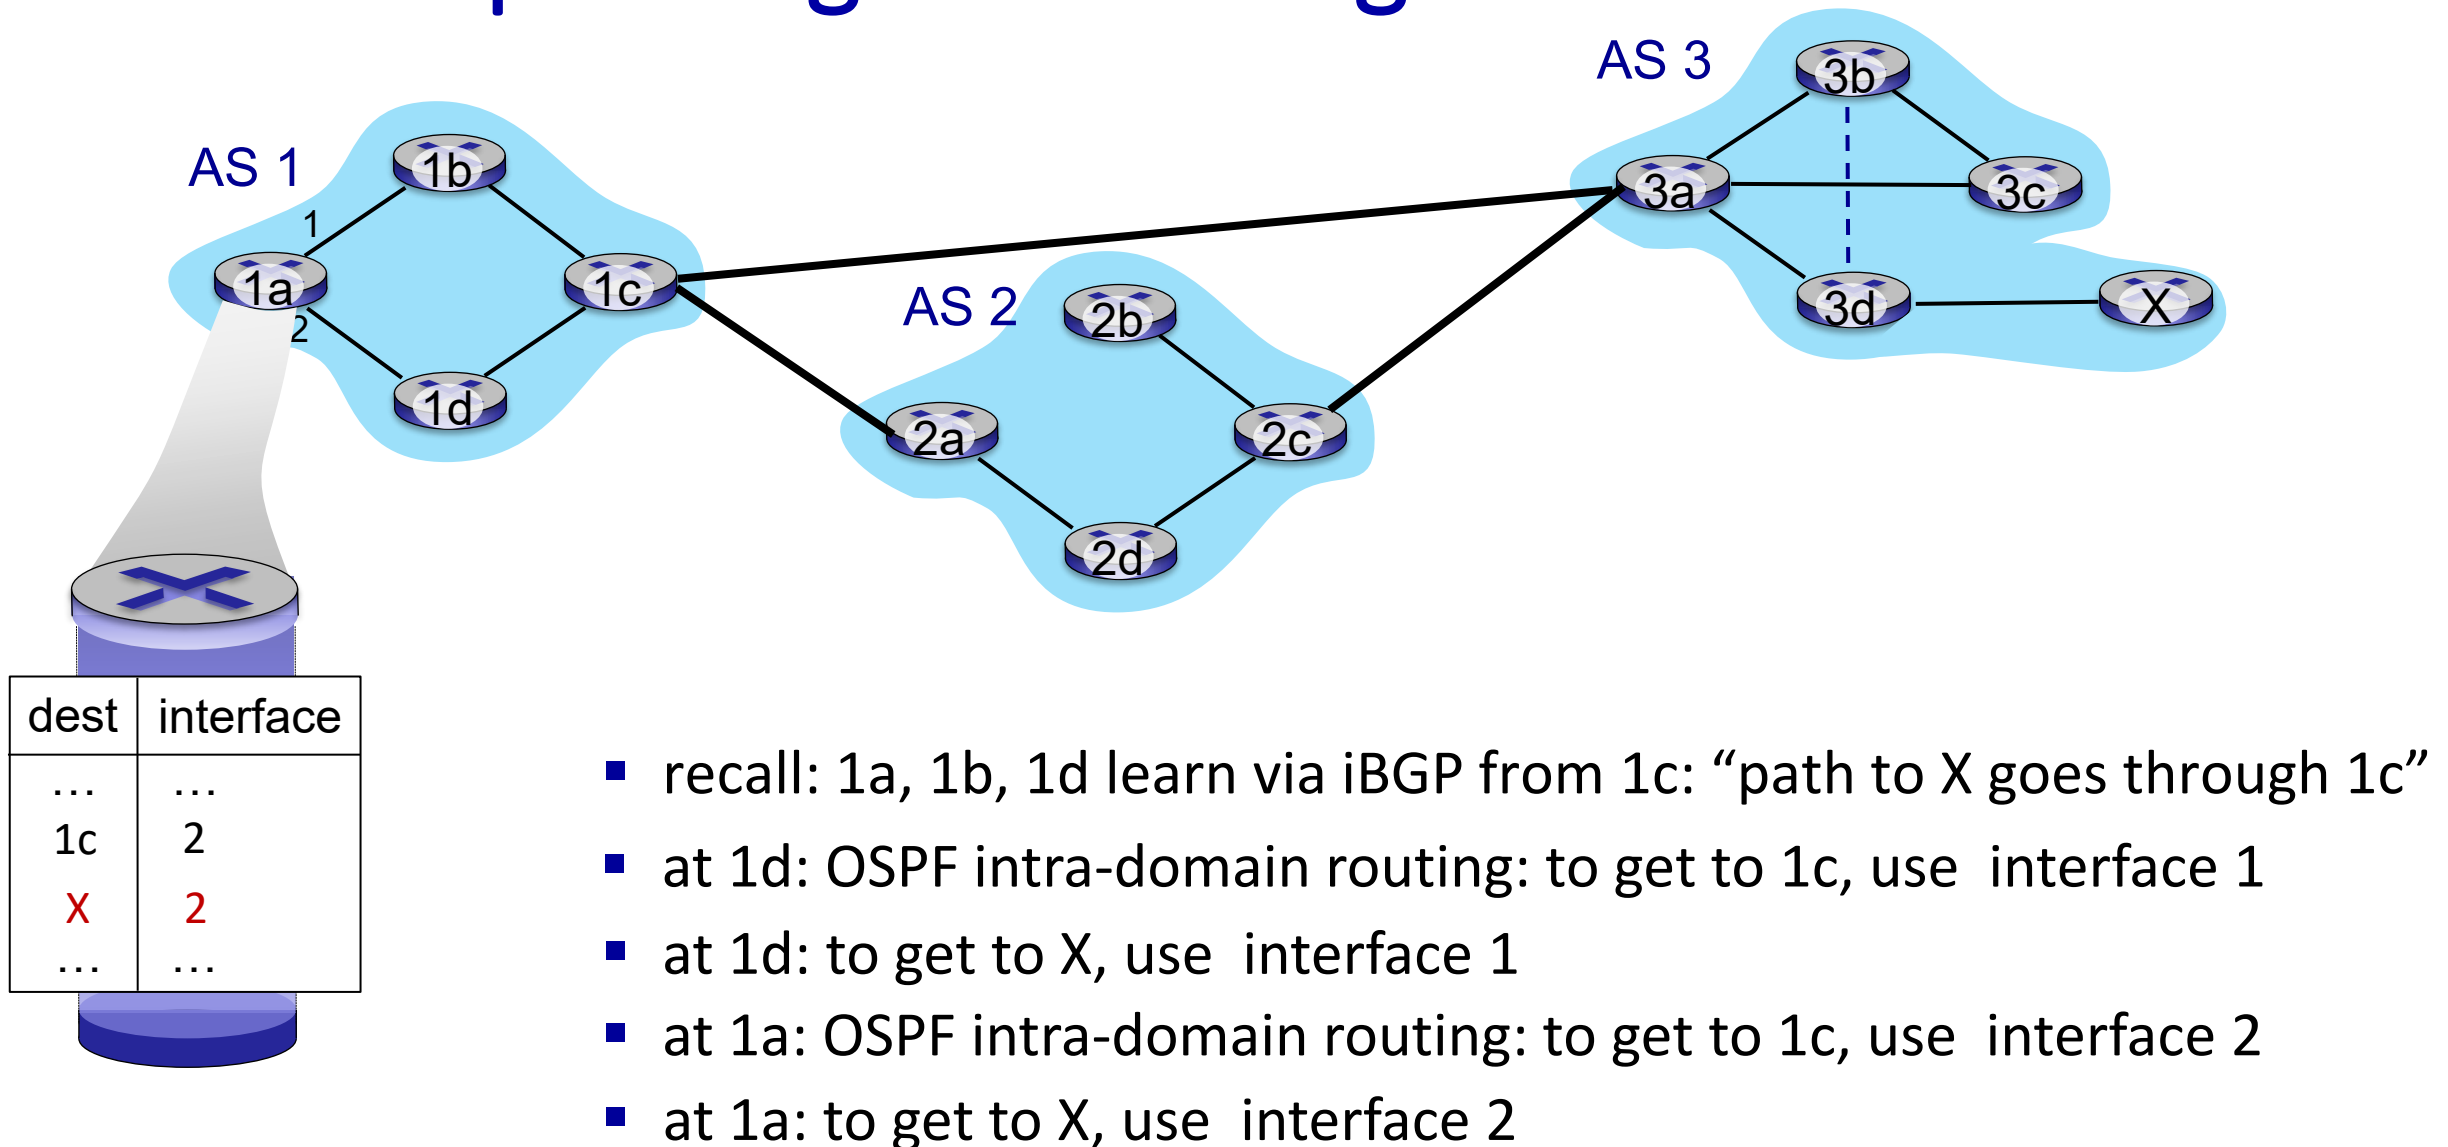 AS 3
3b
AS 1
1b
3a
3c
1
1a
1c
AS 2
2b
3d
X
2
1d
2a
2c
2d
dest interface
... ...
1c 2
X 2
... ...
▪ recall: 1a, 1b, 1d learn via iBGP from 1c: “path to X goes through 1c”
▪ at 1d: OSPF intra-domain routing: to get to 1c, use interface 1
▪ at 1d: to get to X, use interface 1
▪ at 1a: OSPF intra-domain routing: to get to 1c, use interface 2
▪ at 1a: to get to X, use interface 2